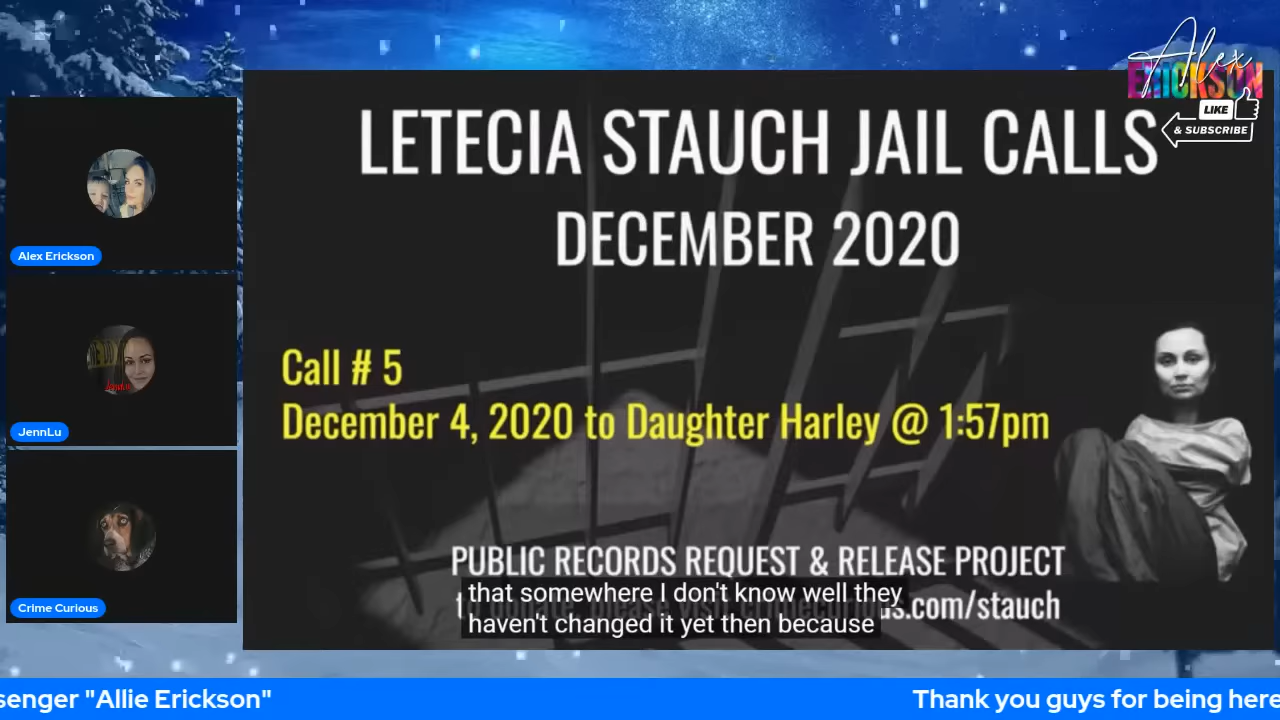 Alex
ERICKSON
LIKE
& SUBSCRIBE
LETECIA STAUCH JAIL CALLS
DECEMBER 2020
Alex Erickson
Call # 5
December 4, 2020 to Daughter Harley @ 1:57pm
JennLu
PUBLIC RECORDS REQUEST & RELEASE PROJECT
that somewhere I don't know well they
.com/stauch
haven't changed it yet then because
Crime Curious
senger "Allie Erickson"
Thank you guys for being here